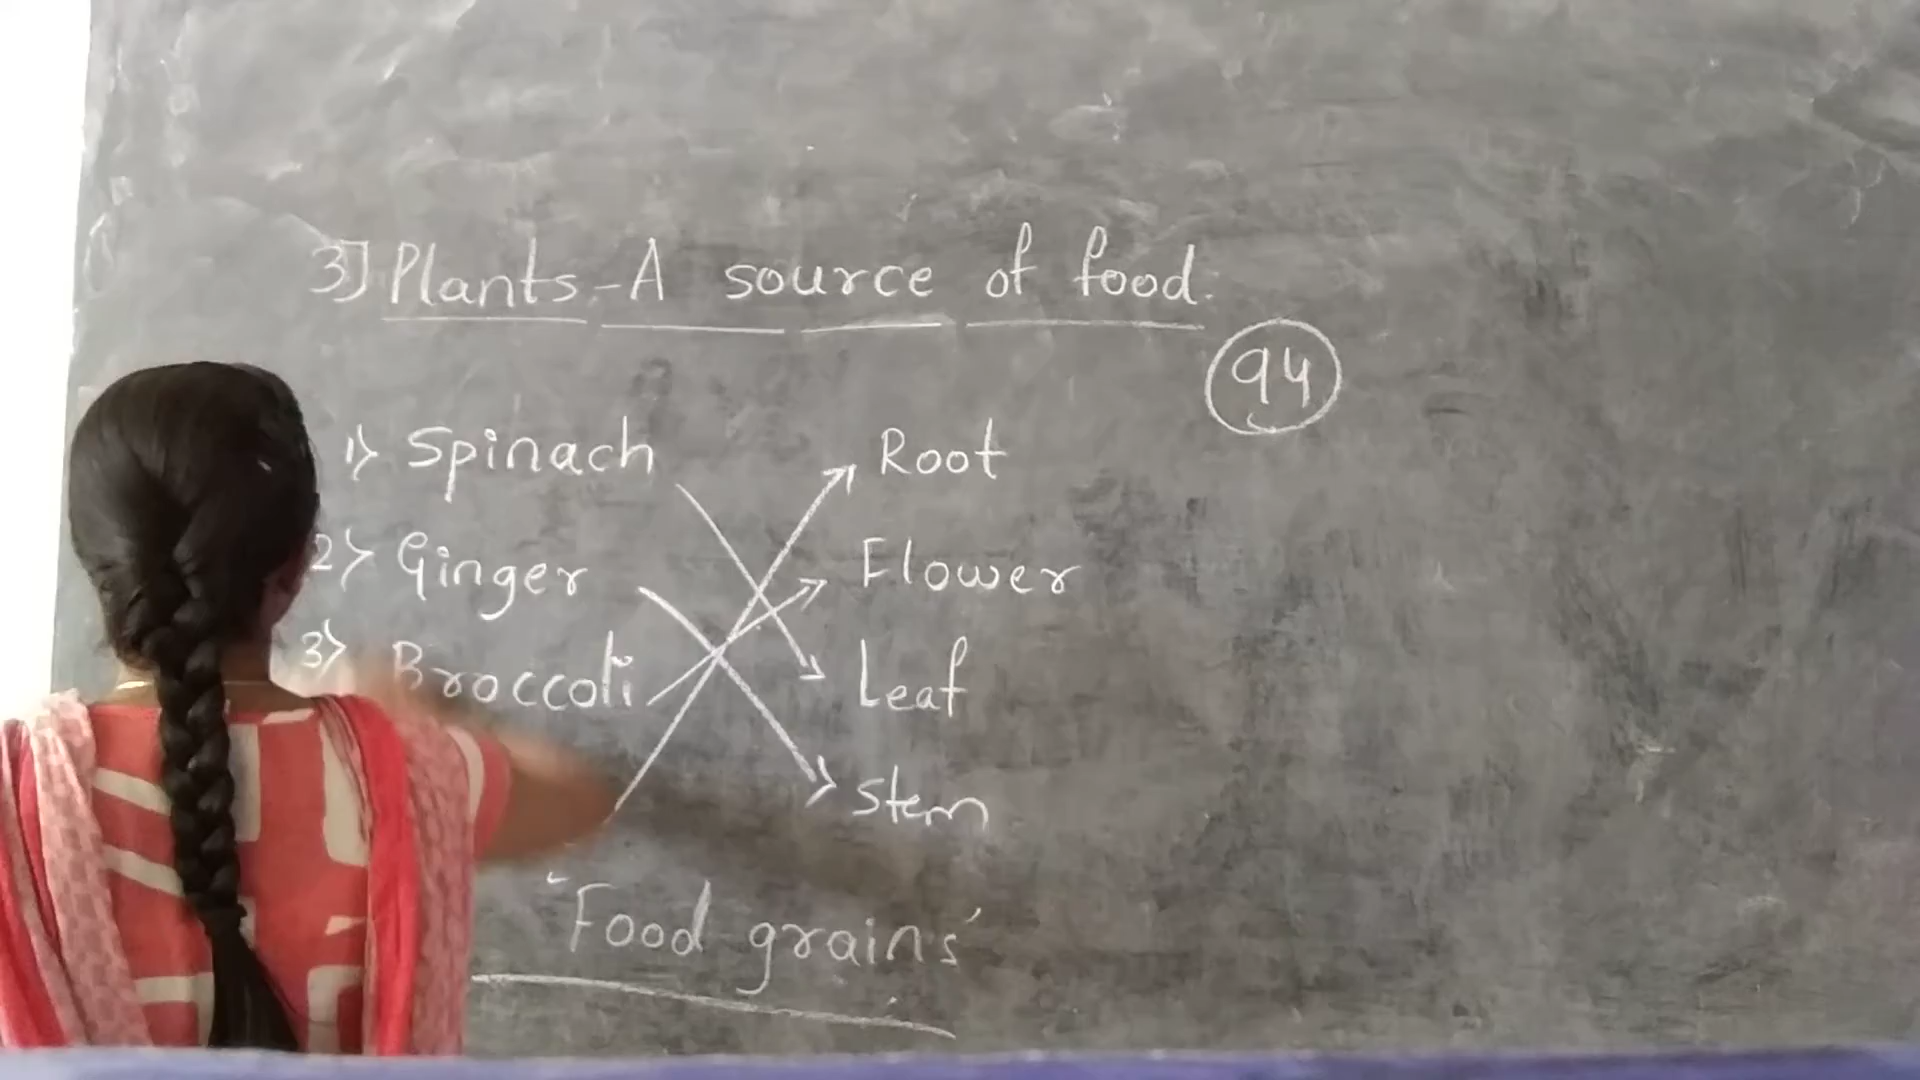 3] Plants - A source of food.
94
1) Spinach Root
2) Ginger Flower
3) Broccoli Leaf
Stem
"Food grains"